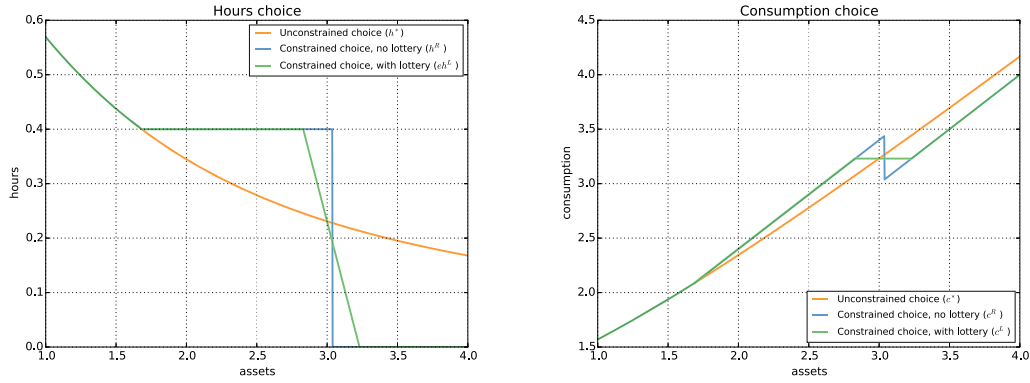 Hours choice
0.6
0.5
0.4
0.3
0.2
0.1
0.0
hours
Unconstrained choice (h*)
Constrained choice, no lottery (h^R )
Constrained choice, with lottery (eh^L )
1.0 1.5 2.0 2.5 3.0 3.5 4.0
assets
Consumption choice
4.5
4.0
3.5
3.0
2.5
2.0
1.5
consumption
Unconstrained choice (c*)
Constrained choice, no lottery (c^R )
Constrained choice, with lottery (c^L )
1.0 1.5 2.0 2.5 3.0 3.5 4.0
assets